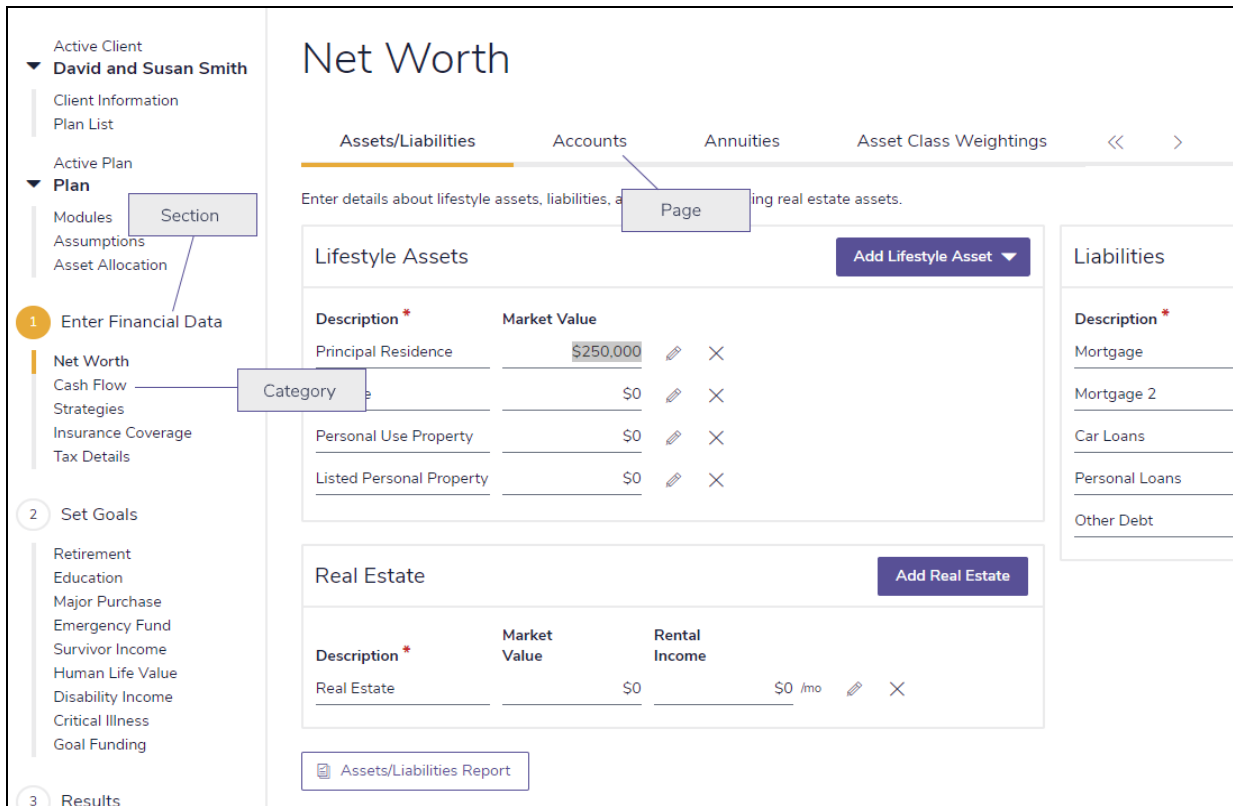 Active Client
David and Susan Smith
Client Information
Plan List
Active Plan
Plan
Modules
Assumptions
Asset Allocation
Section
1 Enter Financial Data
Net Worth
Cash Flow
Category
Strategies
Insurance Coverage
Tax Details
2 Set Goals
Retirement
Education
Major Purchase
Emergency Fund
Survivor Income
Human Life Value
Disability Income
Critical Illness
Goal Funding
3 Results
Net Worth
Assets/Liabilities Accounts Annuities Asset Class Weightings
Enter details about lifestyle assets, liabilities, a ing real estate assets.
Page
Lifestyle Assets Add Lifestyle Asset
Description * Market Value
Principal Residence $250,000
e $0
Personal Use Property $0
Listed Personal Property $0
Real Estate Add Real Estate
Market Rental
Description * Value Income
Real Estate $0 $0 /mo
Assets/Liabilities Report
Liabilities
Description *
Mortgage
Mortgage 2
Car Loans
Personal Loans
Other Debt